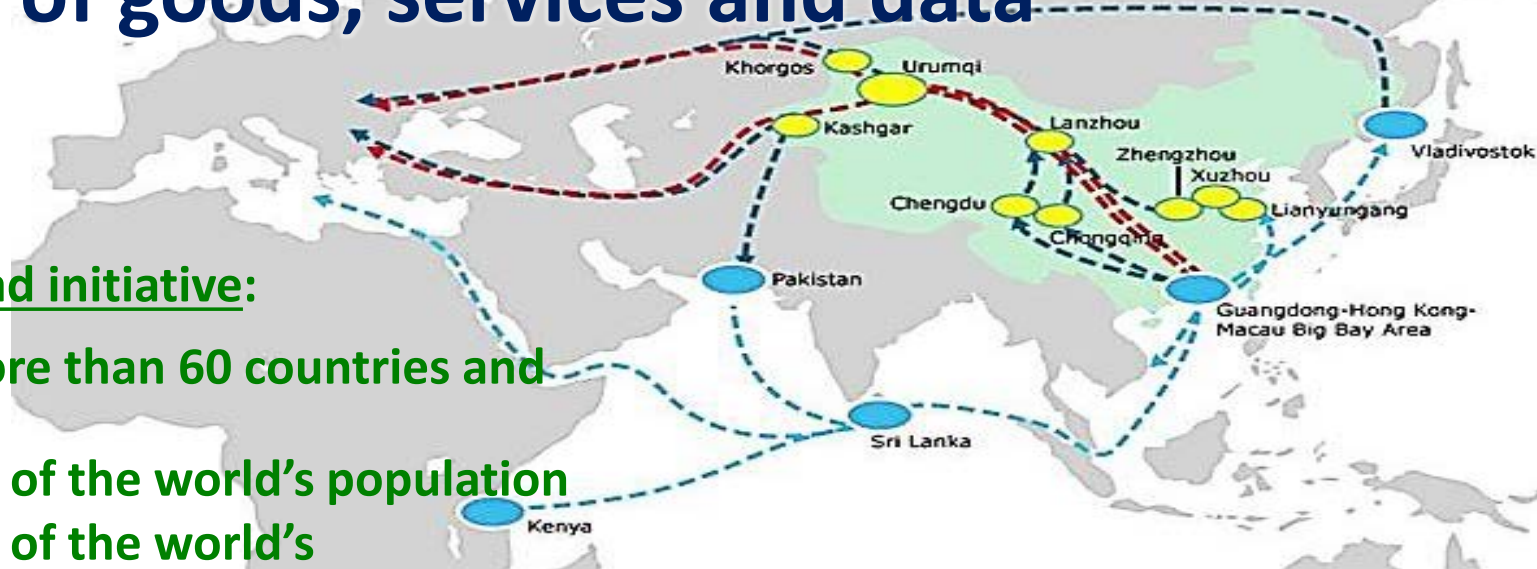 of goods, services and data
Khorgos
Urumqi
Kashgar
Lanzhou
Zhengzhou
Xuzhou
Vladivostok
Chengdu
Lianyungang
Chongqing
nd initiative:
Pakistan
Guangdong-Hong Kong-
Macau Big Bay Area
ore than 60 countries and
Sri Lanka
of the world’s population
Kenya
of the world’s